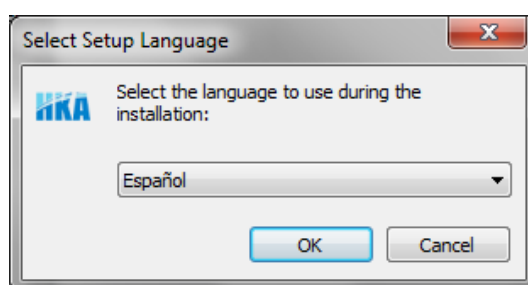 Select Setup Language
HKA
Select the language to use during the
installation:
Español
OK
Cancel